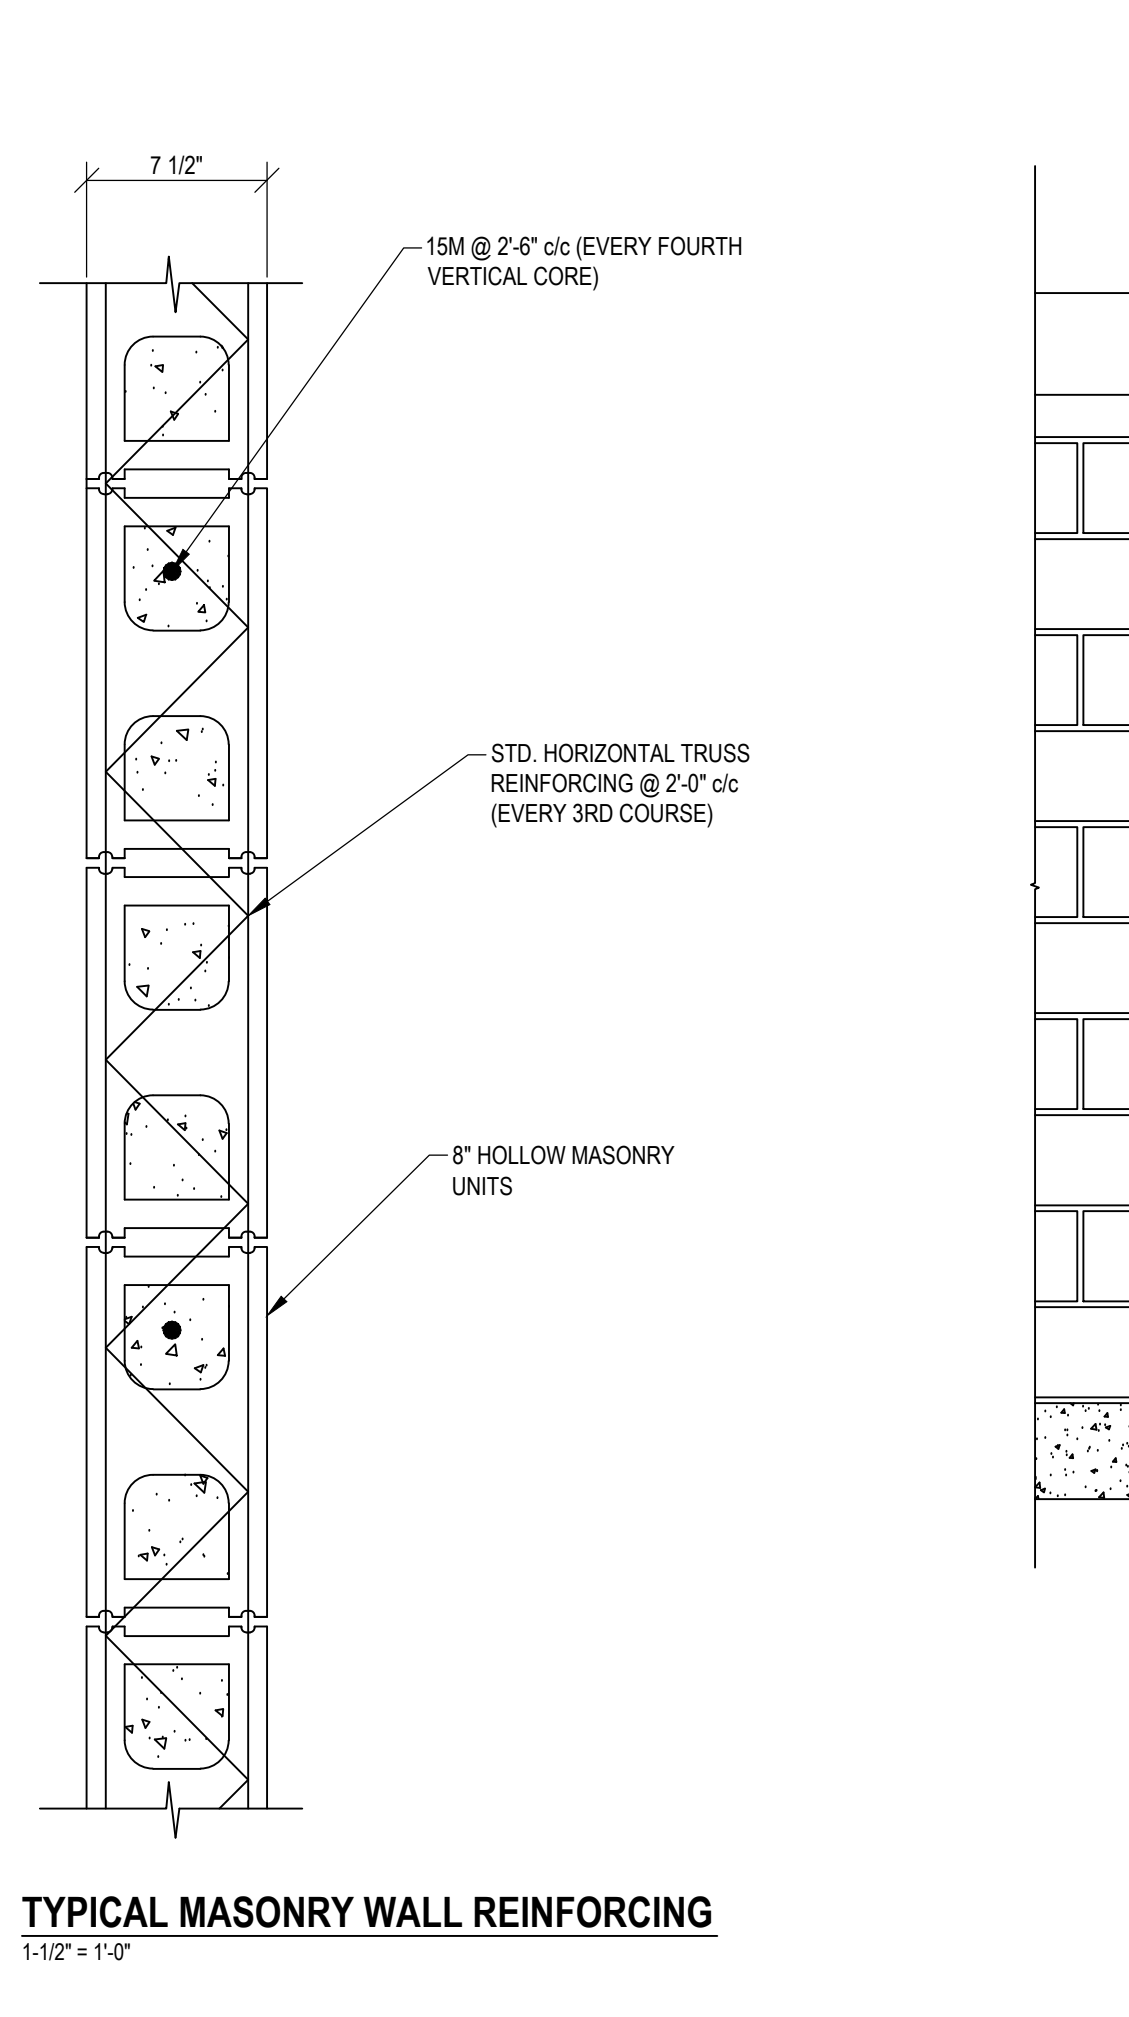 7 1/2"
15M @ 2'-6" c/c (EVERY FOURTH
VERTICAL CORE)
STD. HORIZONTAL TRUSS
REINFORCING @ 2'-0" c/c
(EVERY 3RD COURSE)
8" HOLLOW MASONRY
UNITS
TYPICAL MASONRY WALL REINFORCING
1-1/2" = 1'-0"